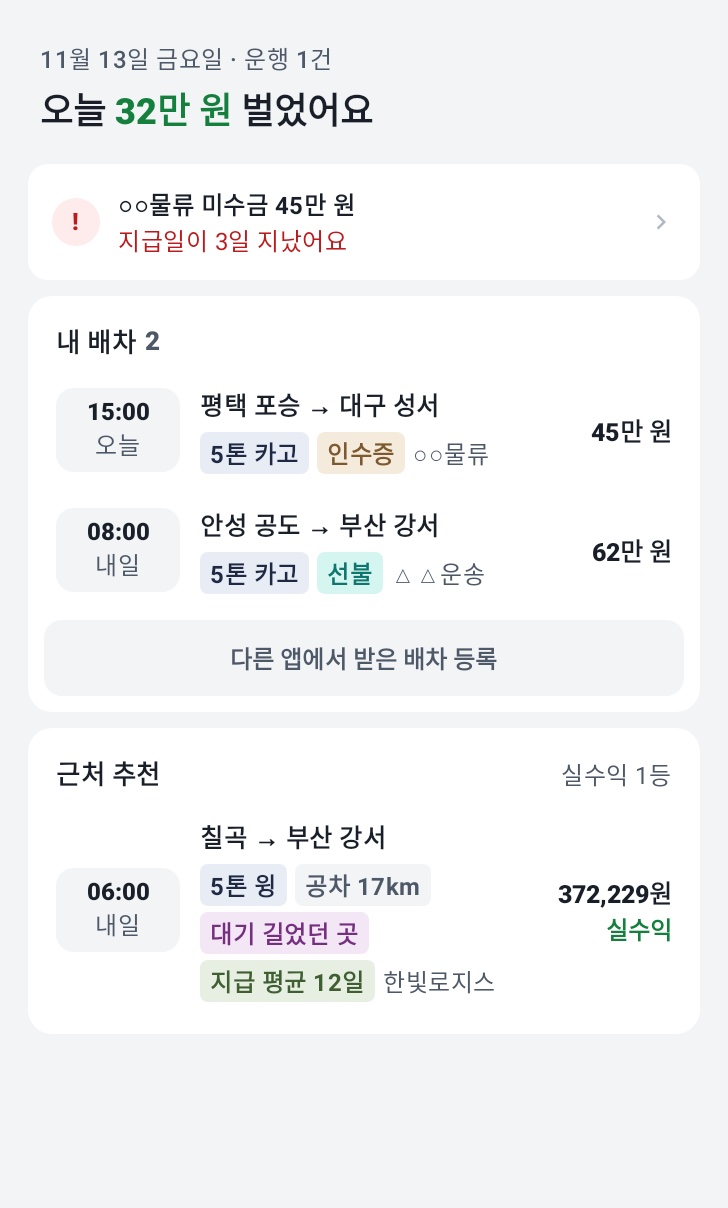 11월 13일 금요일 · 운행 1건
오늘 32만 원 벌었어요
! ○○물류 미수금 45만 원
지급일이 3일 지났어요
내 배차 2
15:00 오늘
평택 포승 → 대구 성서
5톤 카고 인수증 ○○물류
45만 원
08:00 내일
안성 공도 → 부산 강서
5톤 카고 선불 △△운송
62만 원
다른 앱에서 받은 배차 등록
근처 추천 실수익 1등
06:00 내일
칠곡 → 부산 강서
5톤 윙 공차 17km
대기 길었던 곳
지급 평균 12일 한빛로지스
372,229원
실수익